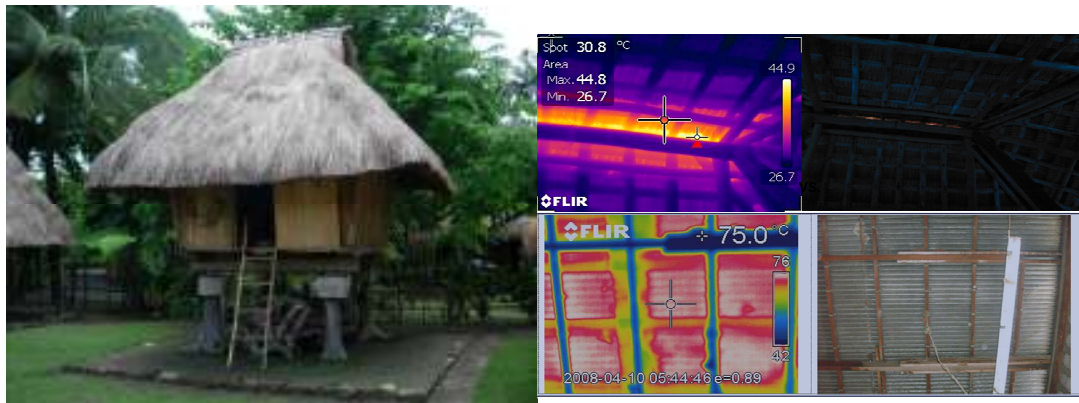 Spot 30.8 °C
Area
Max. 44.8
Min. 26.7
44.9
26.7
FLIR
vs
FLIR
75.0 °C
76
42
2008-04-10 05:44:46 e=0.89